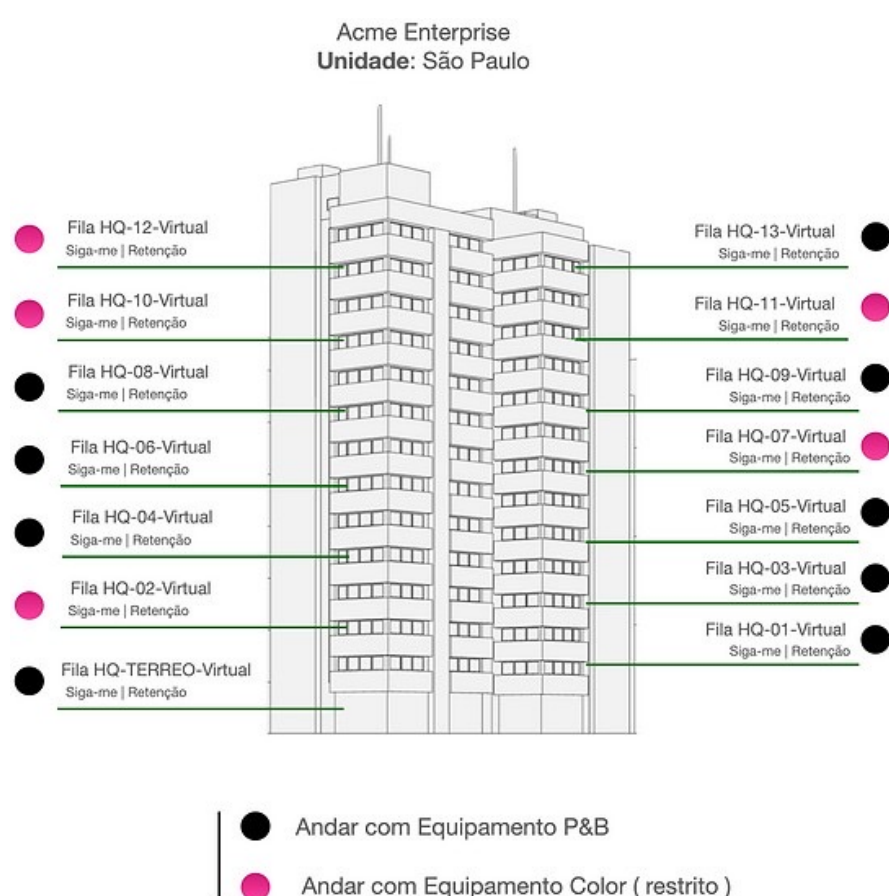 Acme Enterprise
Unidade: São Paulo
Fila HQ-12-Virtual
Siga-me | Retenção
Fila HQ-10-Virtual
Siga-me | Retenção
Fila HQ-08-Virtual
Siga-me | Retenção
Fila HQ-06-Virtual
Siga-me | Retenção
Fila HQ-04-Virtual
Siga-me | Retenção
Fila HQ-02-Virtual
Siga-me | Retenção
Fila HQ-TERREO-Virtual
Siga-me | Retenção
Fila HQ-13-Virtual
Siga-me | Retenção
Fila HQ-11-Virtual
Siga-me | Retenção
Fila HQ-09-Virtual
Siga-me | Retenção
Fila HQ-07-Virtual
Siga-me | Retenção
Fila HQ-05-Virtual
Siga-me | Retenção
Fila HQ-03-Virtual
Siga-me | Retenção
Fila HQ-01-Virtual
Siga-me | Retenção
Andar com Equipamento P&B
Andar com Equipamento Color ( restrito )